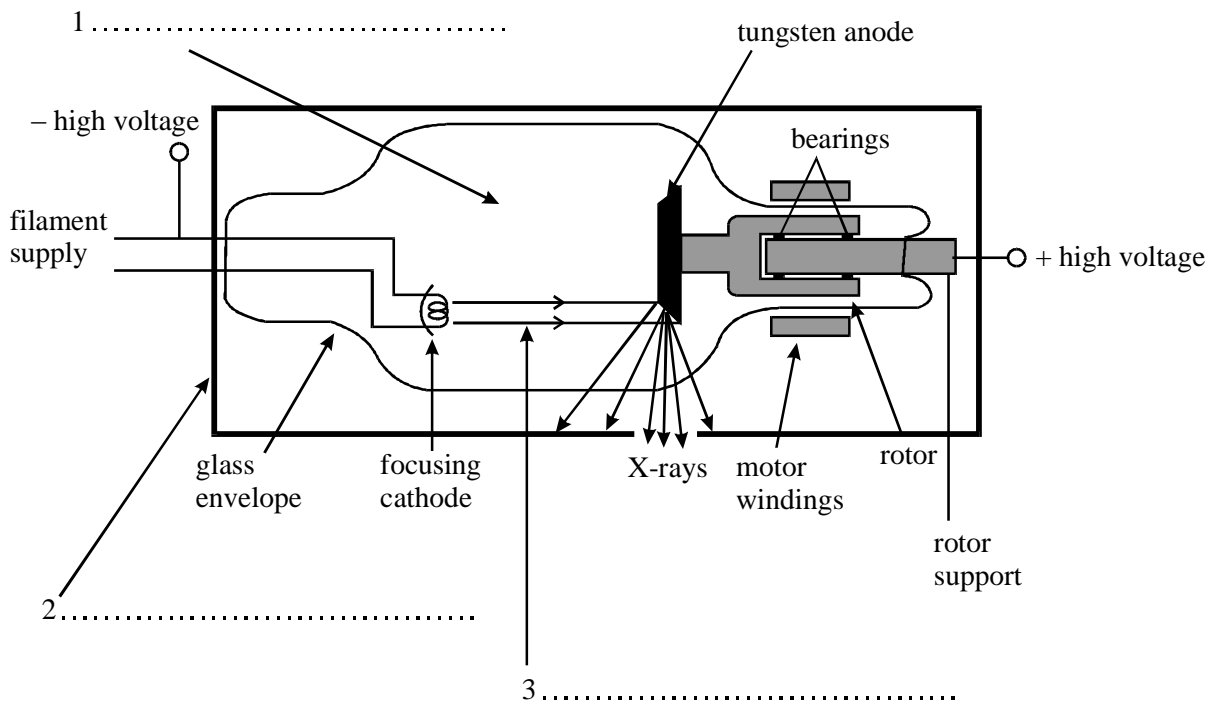 1 ..........................................
tungsten anode
– high voltage
bearings
filament
supply
+ high voltage
glass
envelope
focusing
cathode
X-rays
motor
windings
rotor
rotor
support
2 ..........................................
3 ..........................................